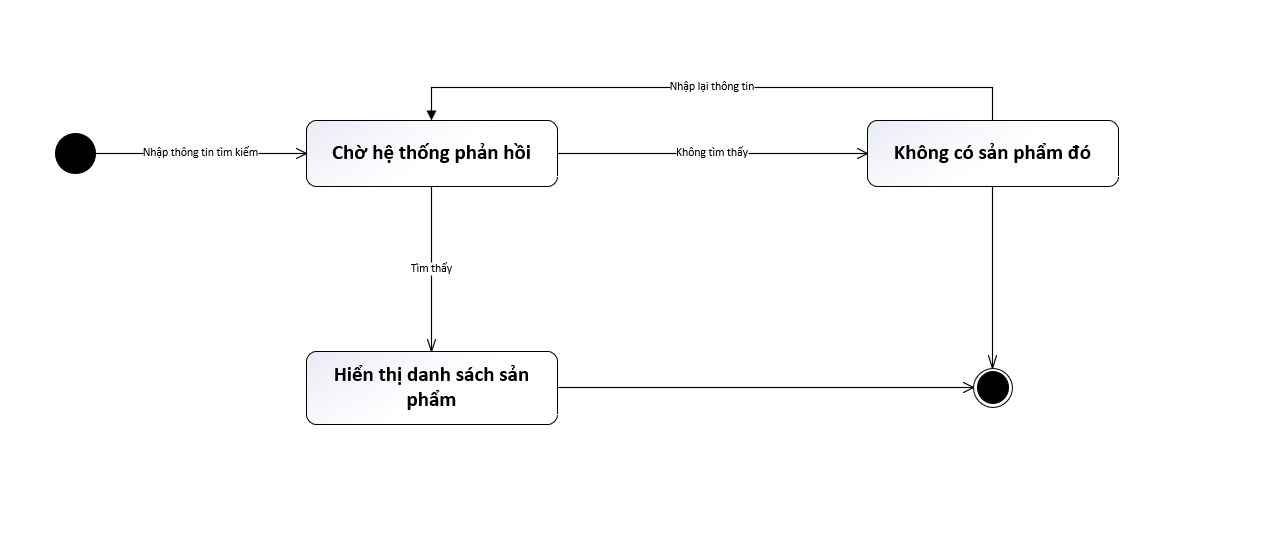 Nhập lại thông tin
Nhập thông tin tìm kiếm
Chờ hệ thống phản hồi
Không tìm thấy
Không có sản phẩm đó
Tìm thấy
Hiển thị danh sách sản
phẩm